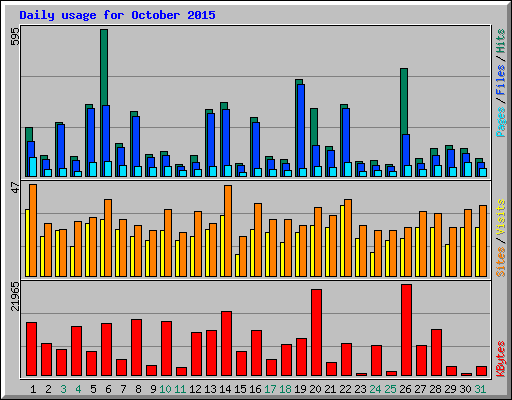 Daily usage for October 2015
595
Pages / Files / Hits
47
Sites / Visits
21965
KBytes
1 2 3 4 5 6 7 8 9 10 11 12 13 14 15 16 17 18 19 20 21 22 23 24 25 26 27 28 29 30 31